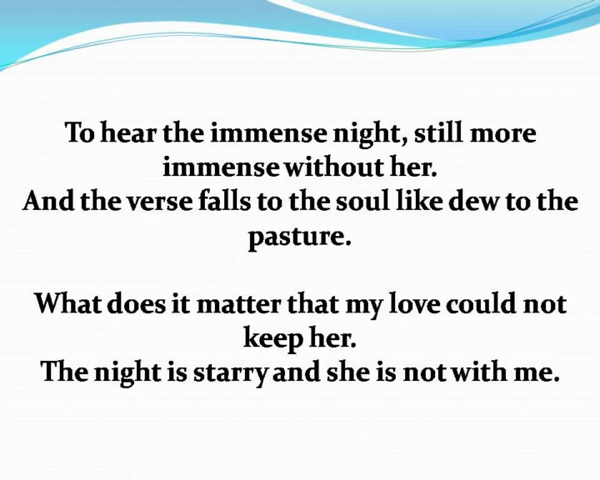 To hear the immense night, still more
immense without her.
And the verse falls to the soul like dew to the
pasture.
What does it matter that my love could not
keep her.
The night is starry and she is not with me.